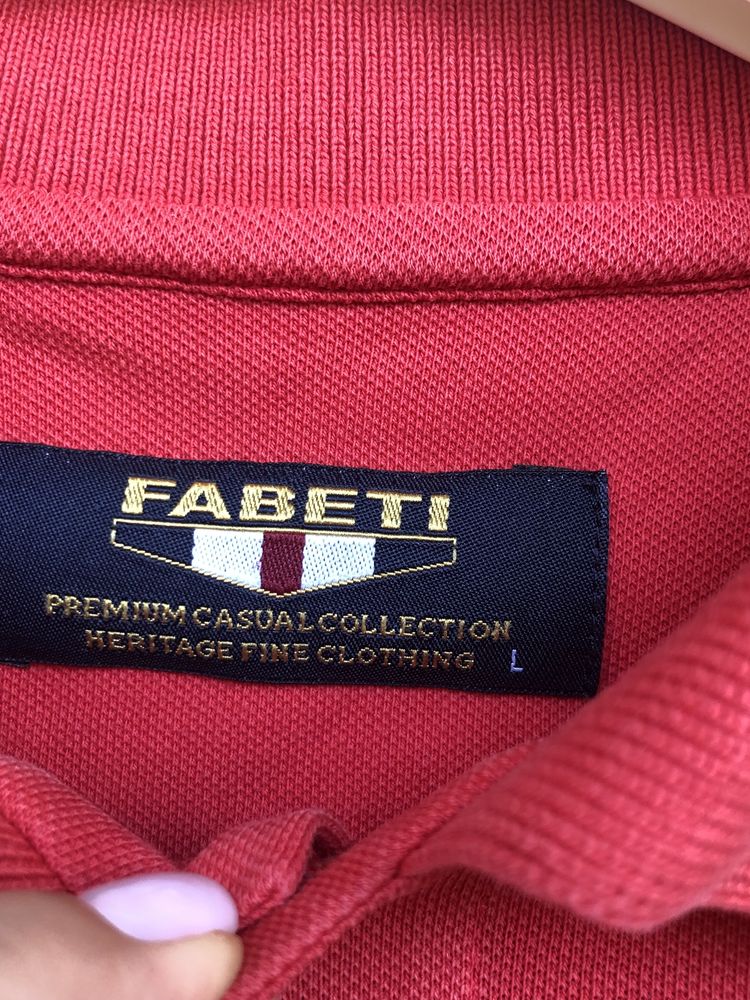 FABETI
PREMIUM CASUAL COLLECTION
HERITAGE FINE CLOTHING
L